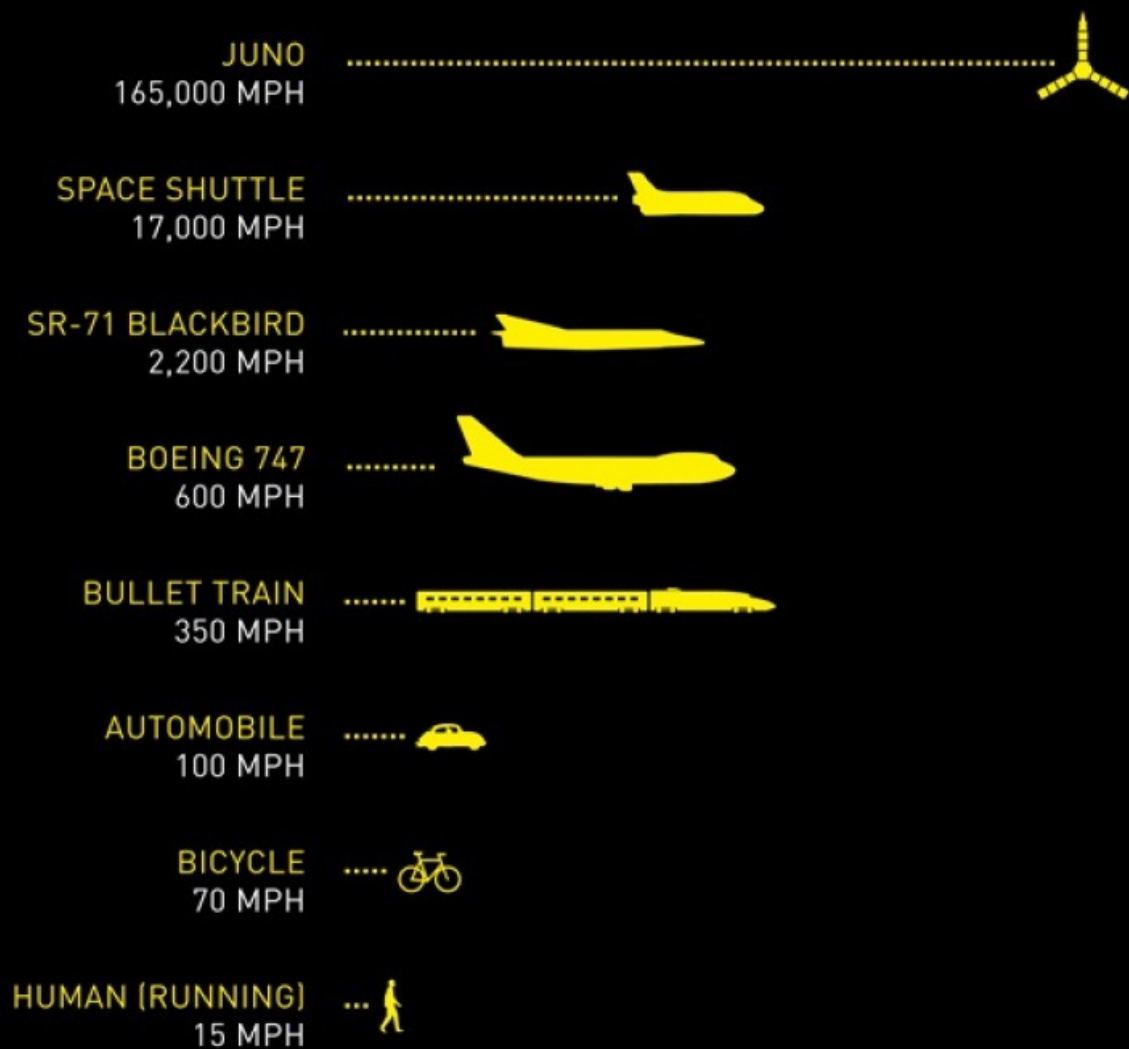 JUNO
165,000 MPH
SPACE SHUTTLE
17,000 MPH
SR-71 BLACKBIRD
2,200 MPH
BOEING 747
600 MPH
BULLET TRAIN
350 MPH
AUTOMOBILE
100 MPH
BICYCLE
70 MPH
HUMAN (RUNNING)
15 MPH